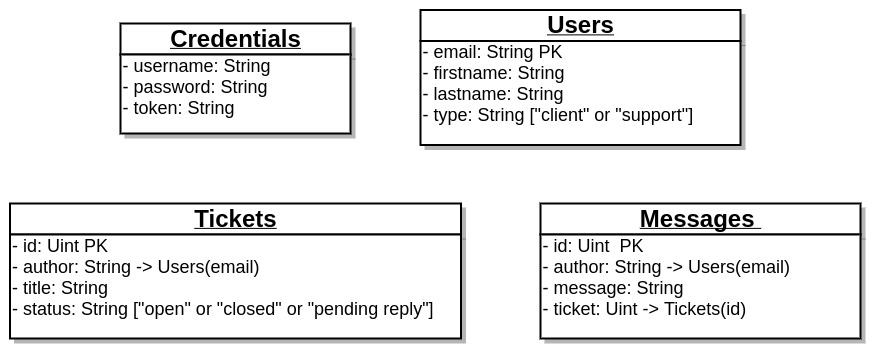 Credentials
- username: String
- password: String
- token: String
Users
- email: String PK
- firstname: String
- lastname: String
- type: String ["client" or "support"]
Tickets
- id: Uint PK
- author: String -> Users(email)
- title: String
- status: String ["open" or "closed" or "pending reply"]
Messages
- id: Uint  PK
- author: String -> Users(email)
- message: String
- ticket: Uint -> Tickets(id)